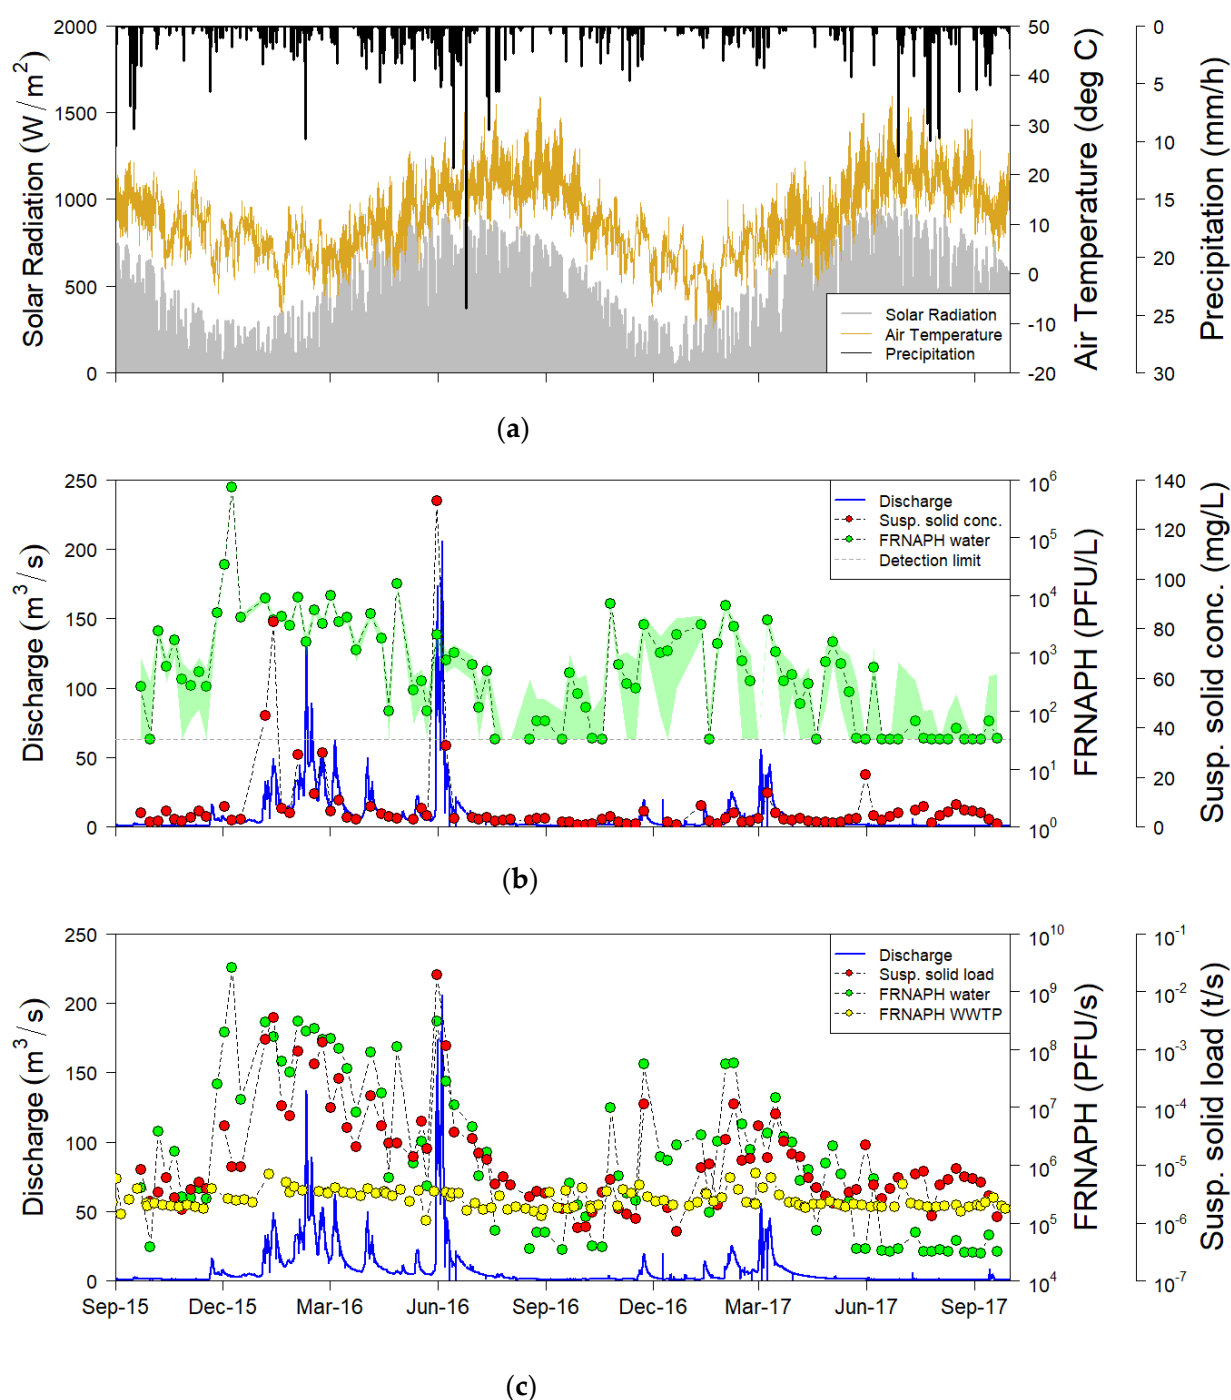 2000
1500
1000
500
0
Solar Radiation (W/m²)
50
40
30
20
10
0
-10
-20
Air Temperature (deg C)
0
5
10
15
20
25
30
Precipitation (mm/h)
Solar Radiation
Air Temperature
Precipitation
(a)
250
200
150
100
50
0
Discharge (m³/s)
10⁶
10⁵
10⁴
10³
10²
10¹
10⁰
FRNAPH (PFU/L)
140
120
100
80
60
40
20
0
Susp. solid conc. (mg/L)
Discharge
Susp. solid conc.
FRNAPH water
Detection limit
(b)
250
200
150
100
50
0
Discharge (m³/s)
10¹⁰
10⁹
10⁸
10⁷
10⁶
10⁵
10⁴
FRNAPH (PFU/s)
10⁻¹
10⁻²
10⁻³
10⁻⁴
10⁻⁵
10⁻⁶
10⁻⁷
Susp. solid load (t/s)
Discharge
Susp. solid load
FRNAPH water
FRNAPH WWTP
Sep-15 Dec-15 Mar-16 Jun-16 Sep-16 Dec-16 Mar-17 Jun-17 Sep-17
(c)